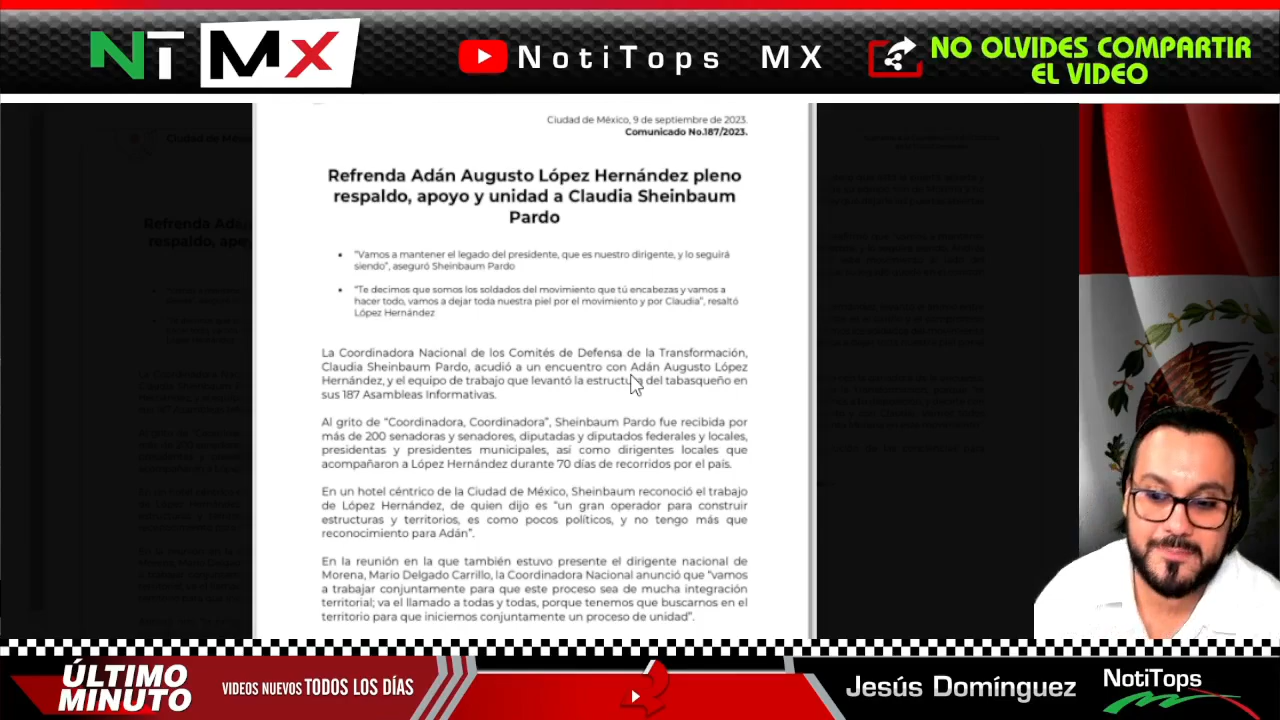 NT MX
NotiTops MX
NO OLVIDES COMPARTIR
EL VIDEO
Ciudad de México, 9 de septiembre de 2023.
Comunicado No.187/2023.
Refrenda Adán Augusto López Hernández pleno
respaldo, apoyo y unidad a Claudia Sheinbaum
Pardo
• "Vamos a mantener el legado del presidente, que es nuestro dirigente, y lo seguirá
siendo", aseguró Sheinbaum Pardo
• "Te decimos que somos los soldados del movimiento que tú encabezas y vamos a
hacer todo, vamos a dejar toda nuestra piel por el movimiento y por Claudia", resaltó
López Hernández
La Coordinadora Nacional de los Comités de Defensa de la Transformación,
Claudia Sheinbaum Pardo, acudió a un encuentro con Adán Augusto López
Hernández, y el equipo de trabajo que levantó la estructura del tabasqueño en
sus 187 Asambleas Informativas.
Al grito de "Coordinadora, Coordinadora", Sheinbaum Pardo fue recibida por
más de 200 senadoras y senadores, diputadas y diputados federales y locales,
presidentas y presidentes municipales, así como dirigentes locales que
acompañaron a López Hernández durante 70 días de recorridos por el país.
En un hotel céntrico de la Ciudad de México, Sheinbaum reconoció el trabajo
de López Hernández, de quien dijo es "un gran operador para construir
estructuras y territorios, es como pocos políticos, y no tengo más que
reconocimiento para Adán".
En la reunión en la que también estuvo presente el dirigente nacional de
Morena, Mario Delgado Carrillo, la Coordinadora Nacional anunció que "vamos
a trabajar conjuntamente para que este proceso sea de mucha integración
territorial; va el llamado a todas y todas, porque tenemos que buscarnos en el
territorio para que iniciemos conjuntamente un proceso de unidad".
ÚLTIMO
MINUTO
VIDEOS NUEVOS TODOS LOS DÍAS
Jesús Domínguez
NotiTops